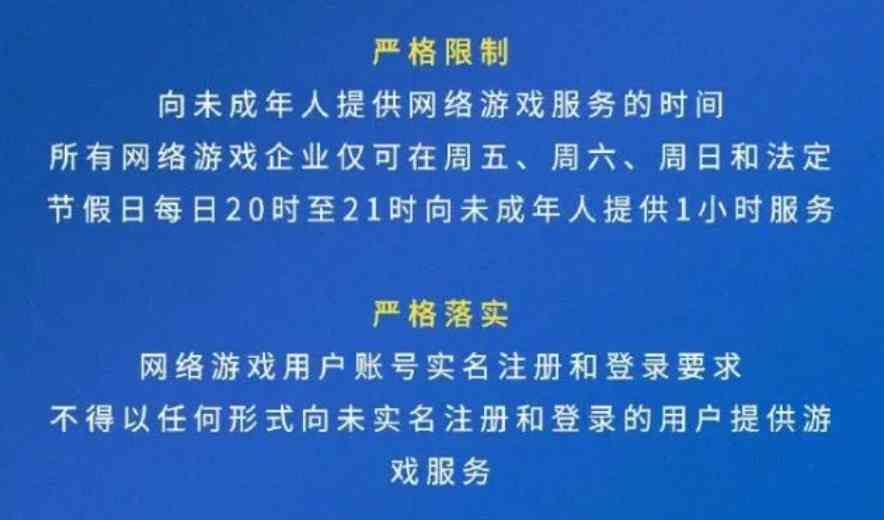 严格限制
向未成年人提供网络游戏服务的时间
所有网络游戏企业仅可在周五、周六、周日和法定
节假日每日20时至21时向未成年人提供1小时服务
严格落实
网络游戏用户账号实名注册和登录要求
不得以任何形式向未实名注册和登录的用户提供游
戏服务